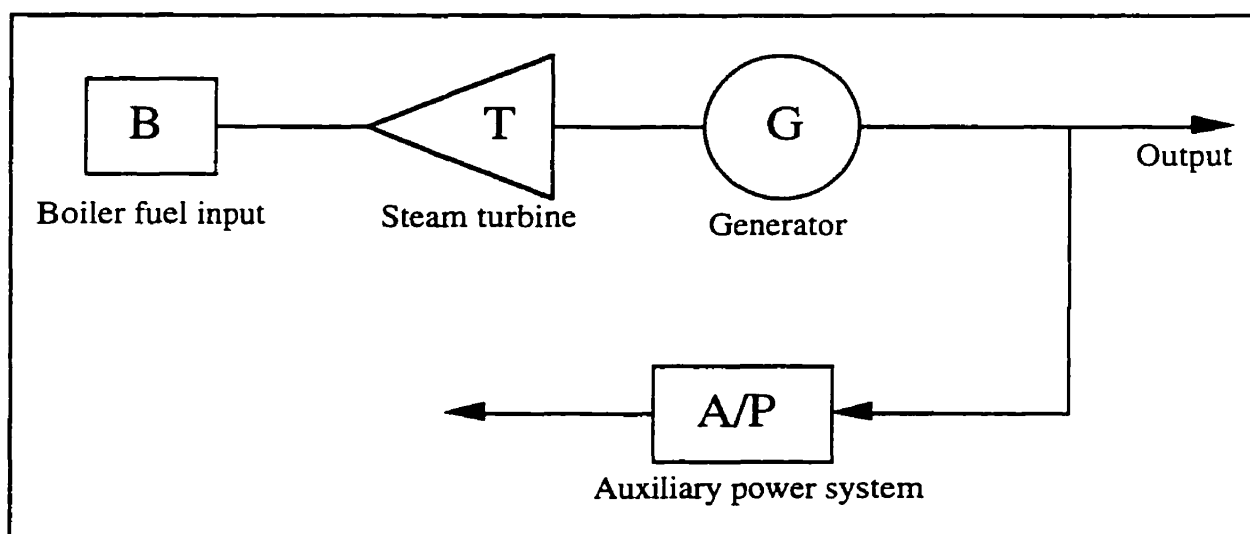 B
T
G
Output
Boiler fuel input
Steam turbine
Generator
A/P
Auxiliary power system